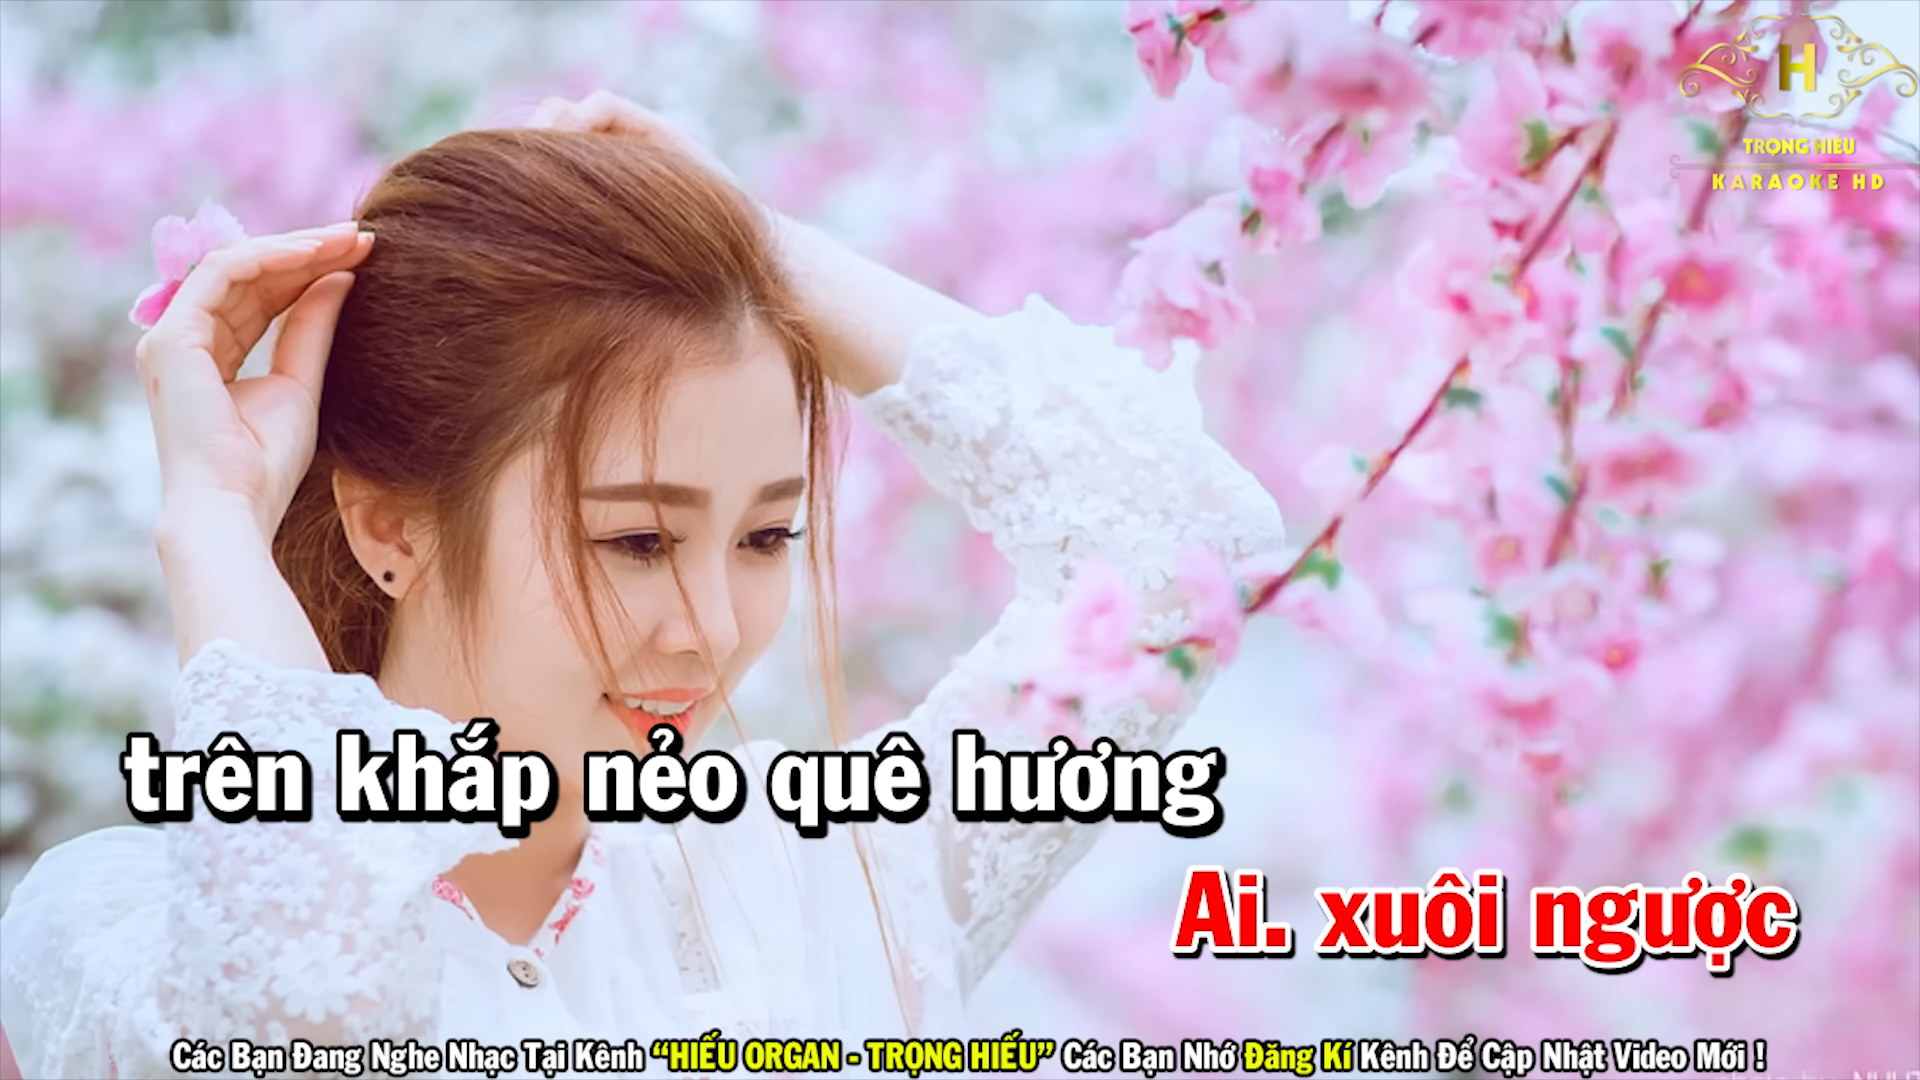 H
TRỌNG HIẾU
KARAOKE HD
trên khắp nẻo quê hương
Ai. xuôi ngược
Các Bạn Đang Nghe Nhạc Tại Kênh “HIẾU ORGAN - TRỌNG HIẾU” Các Bạn Nhớ Đăng Kí Kênh Để Cập Nhật Video Mới !